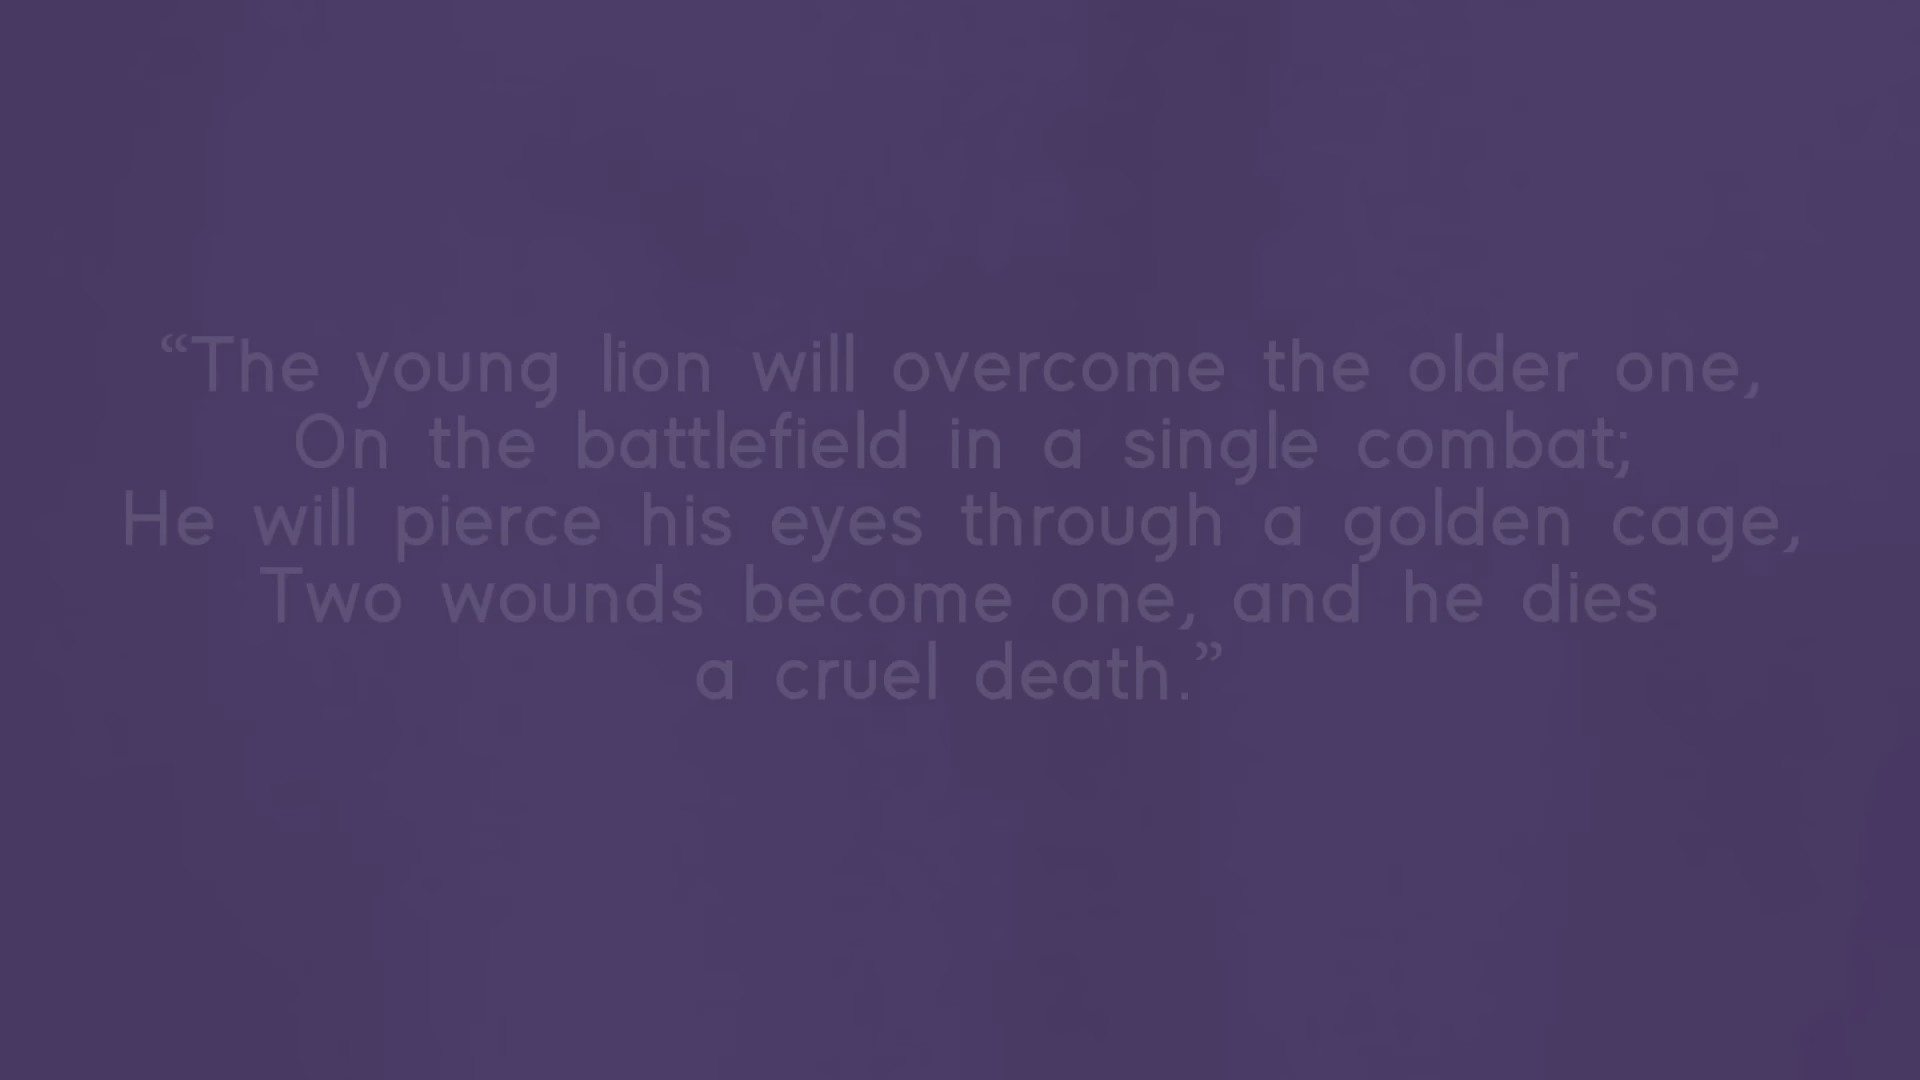 “The young lion will overcome the older one,
On the battlefield in a single combat;
He will pierce his eyes through a golden cage,
Two wounds become one, and he dies
a cruel death.”